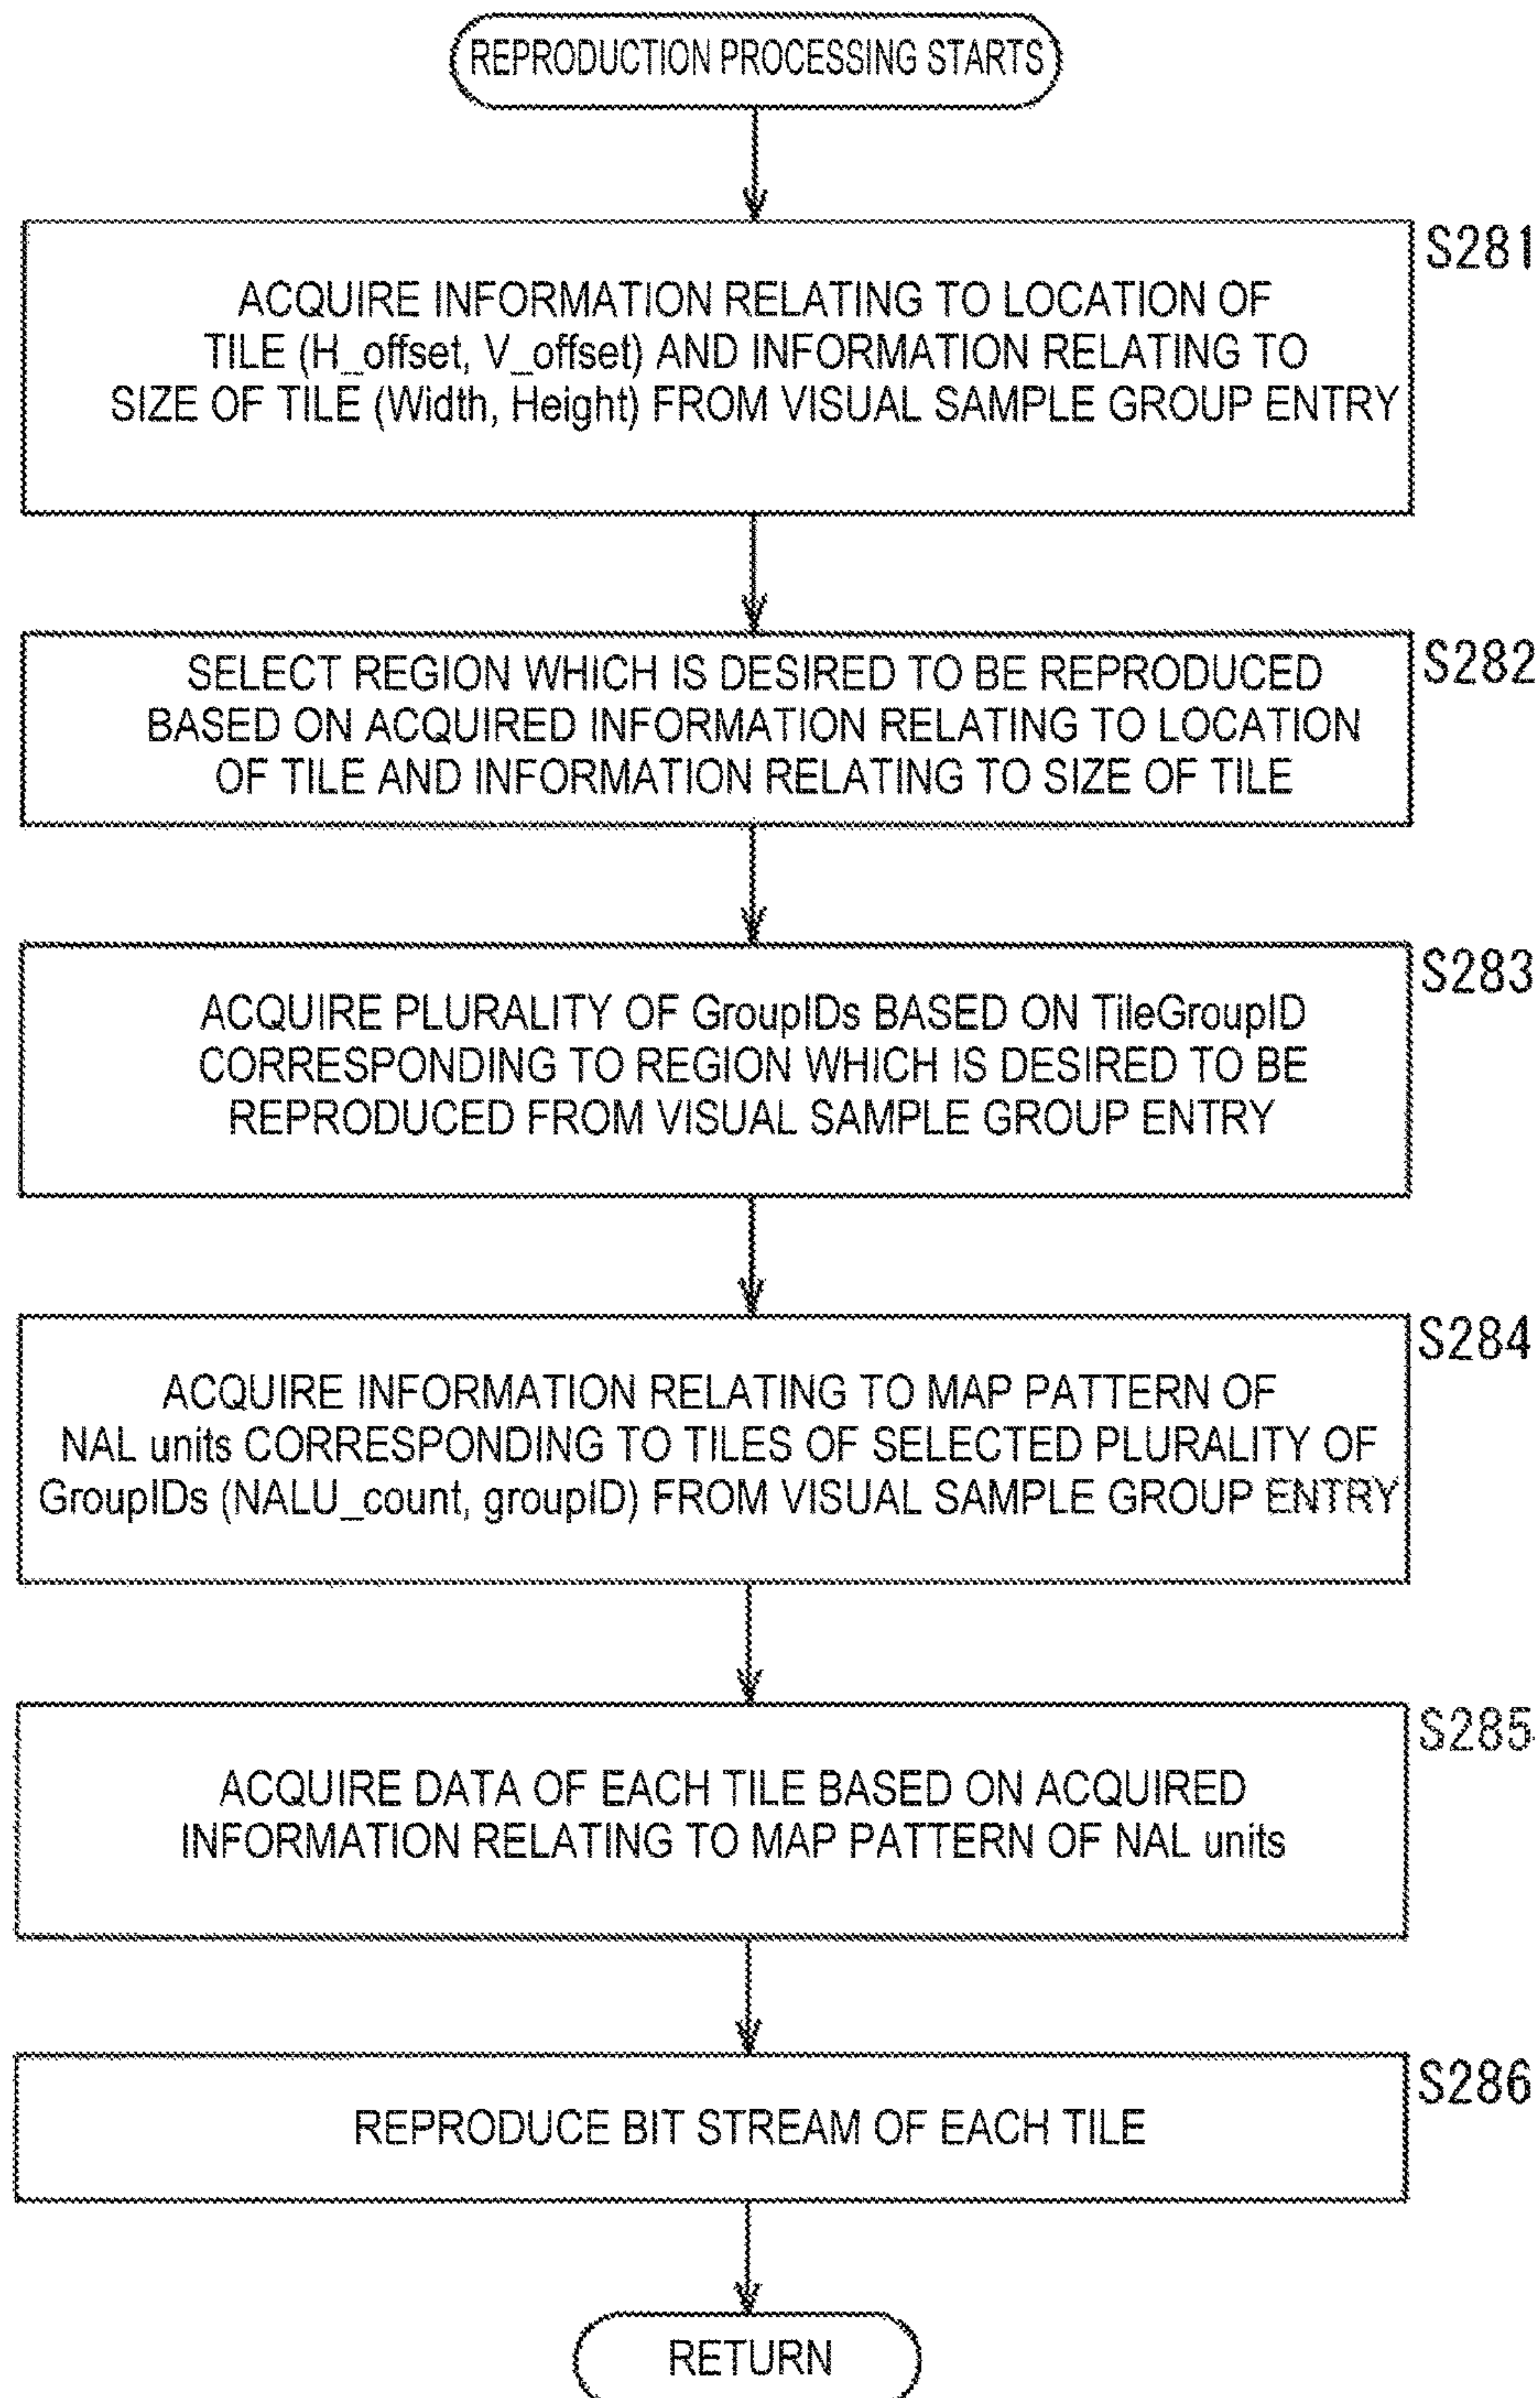 REPRODUCTION PROCESSING STARTS
S281
ACQUIRE INFORMATION RELATING TO LOCATION OF
TILE (H_offset, V_offset) AND INFORMATION RELATING TO
SIZE OF TILE (Width, Height) FROM VISUAL SAMPLE GROUP ENTRY
S282
SELECT REGION WHICH IS DESIRED TO BE REPRODUCED
BASED ON ACQUIRED INFORMATION RELATING TO LOCATION
OF TILE AND INFORMATION RELATING TO SIZE OF TILE
S283
ACQUIRE PLURALITY OF GroupIDs BASED ON TileGroupID
CORRESPONDING TO REGION WHICH IS DESIRED TO BE
REPRODUCED FROM VISUAL SAMPLE GROUP ENTRY
S284
ACQUIRE INFORMATION RELATING TO MAP PATTERN OF
NAL units CORRESPONDING TO TILES OF SELECTED PLURALITY OF
GroupIDs (NALU_count, groupID) FROM VISUAL SAMPLE GROUP ENTRY
S285
ACQUIRE DATA OF EACH TILE BASED ON ACQUIRED
INFORMATION RELATING TO MAP PATTERN OF NAL units
S286
REPRODUCE BIT STREAM OF EACH TILE
RETURN